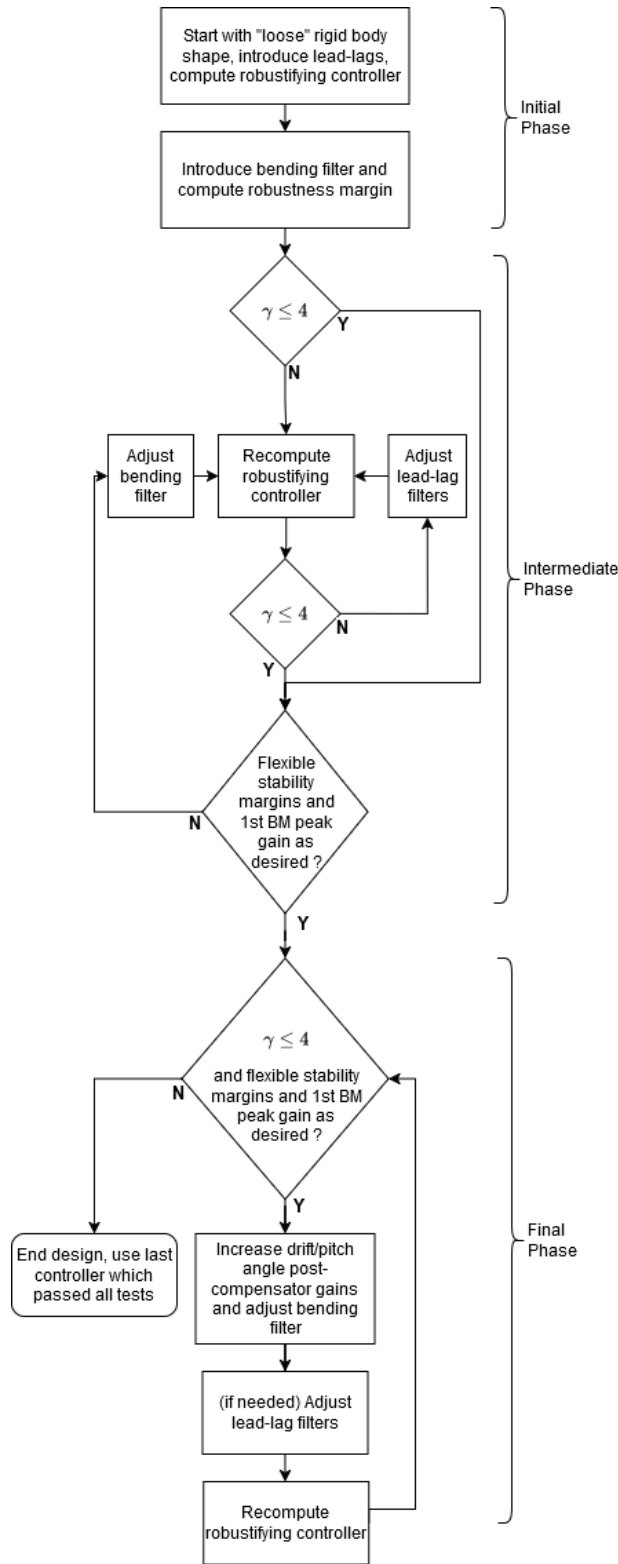 Start with "loose" rigid body
shape, introduce lead-lags,
compute robustifying controller
Initial
Phase
Introduce bending filter and
compute robustness margin
γ ≤ 4
Y
N
Adjust
bending
filter
Recompute
robustifying
controller
Adjust
lead-lag
filters
Intermediate
Phase
γ ≤ 4
N
Y
Flexible
stability
margins and
1st BM peak
gain as
desired ?
N
Y
γ ≤ 4
and flexible stability
margins and 1st BM
peak gain as
desired ?
N
Y
End design, use last
controller which
passed all tests
Increase drift/pitch
angle post-
compensator gains
and adjust bending
filter
Final
Phase
(if needed) Adjust
lead-lag filters
Recompute
robustifying controller